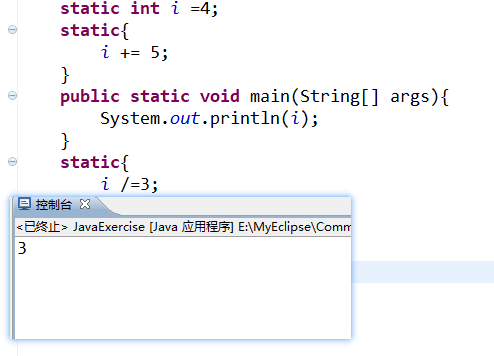 static int i =4;
static{
i += 5;
}
public static void main(String[] args){
System.out.println(i);
}
static{
i /=3;
控制台
<已终止> JavaExercise [Java 应用程序] E:\MyEclipse\Comm
3